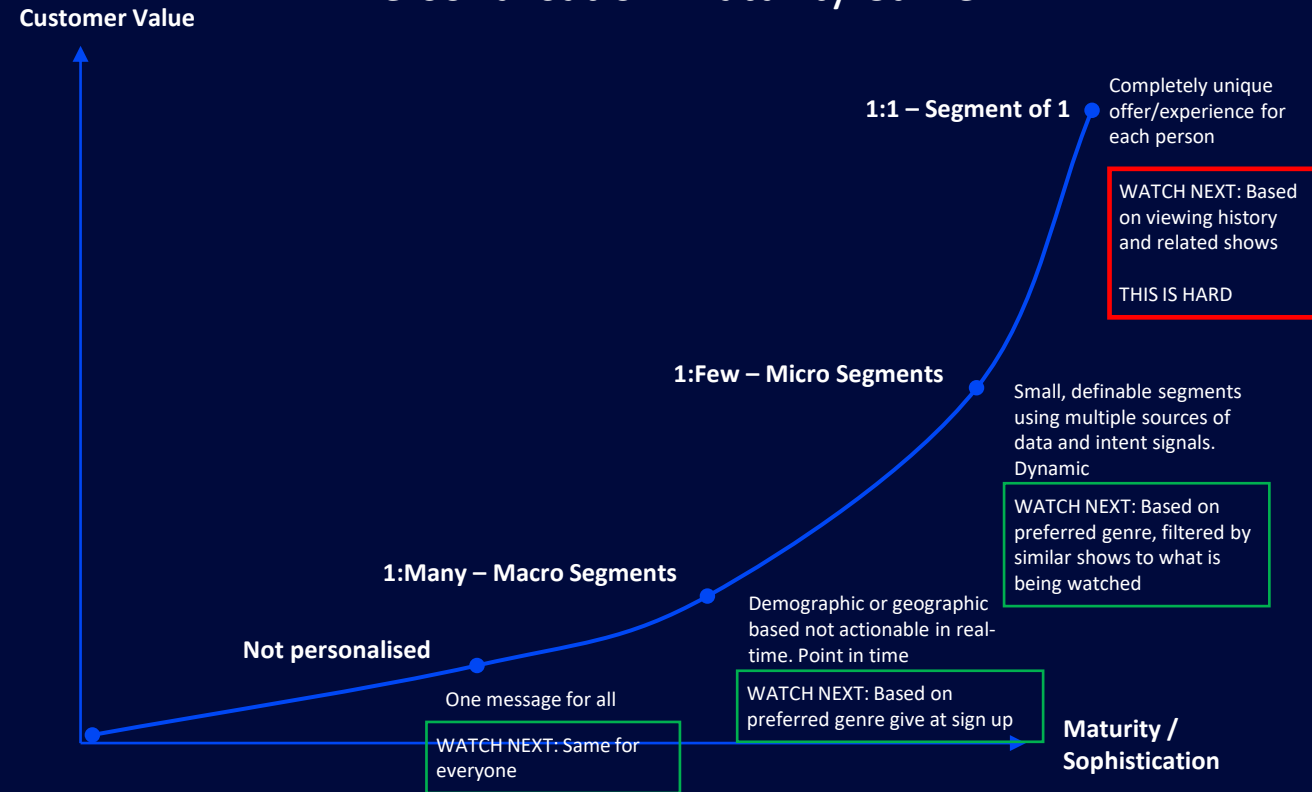 Customer Value
1:1 – Segment of 1
Completely unique
offer/experience for
each person
WATCH NEXT: Based
on viewing history
and related shows
THIS IS HARD
1:Few – Micro Segments
Small, definable segments
using multiple sources of
data and intent signals.
Dynamic
WATCH NEXT: Based on
preferred genre, filtered by
similar shows to what is
being watched
1:Many – Macro Segments
Demographic or geographic
based not actionable in real-
time. Point in time
WATCH NEXT: Based on
preferred genre give at sign up
Not personalised
One message for all
WATCH NEXT: Same for
everyone
Maturity /
Sophistication